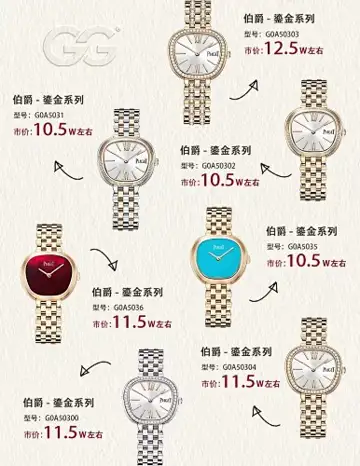 GG
伯爵 - 鎏金系列
型号：G0A50303
市价:12.5W左右
伯爵 - 鎏金系列
型号：G0A5031
市价:10.5W左右
伯爵 - 鎏金系列
型号：G0A50302
市价:10.5W左右
伯爵 - 鎏金系列
型号：G0A5035
市价:10.5W左右
伯爵 - 鎏金系列
型号：G0A5036
市价:11.5W左右
伯爵 - 鎏金系列
型号：G0A50304
市价:11.5W左右
伯爵 - 鎏金系列
型号：G0A50300
市价:11.5W左右
PIAGET
PIAGET
PIAGET
PIAGET